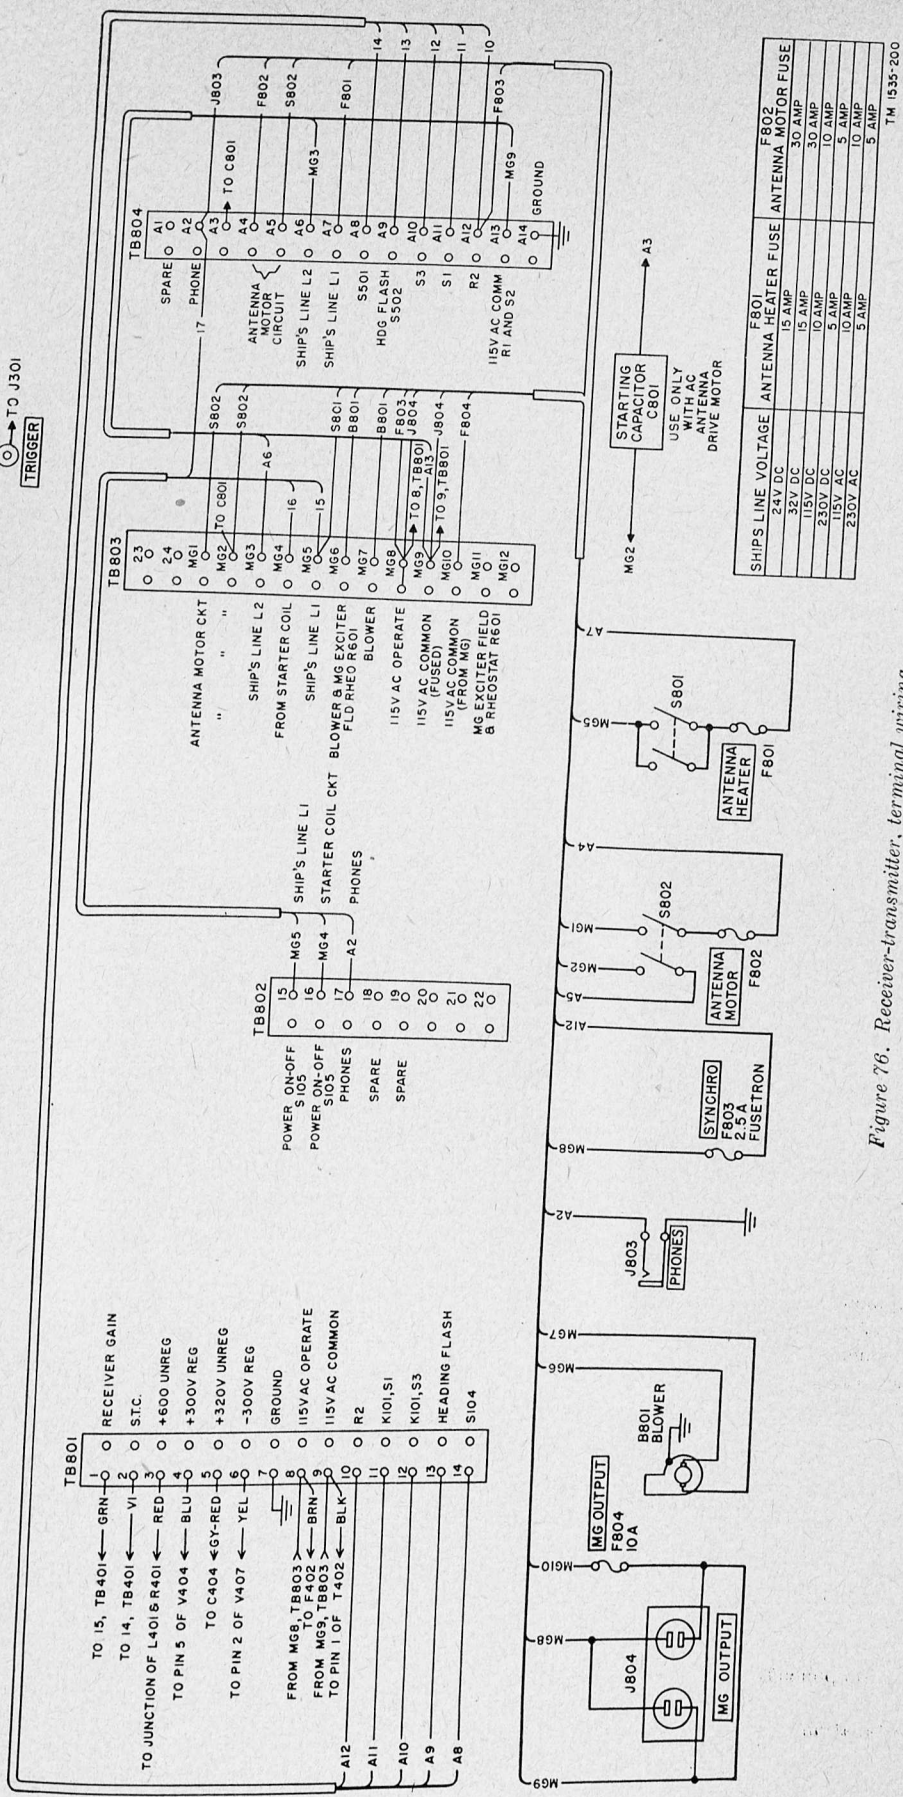 TO J301
TRIGGER
TB801
1 RECEIVER GAIN
2 S.T.C.
3 +600 UNREG
4 +300V REG
5 +320V UNREG
6 -300V REG
7 GROUND
8 115V AC OPERATE
9 115V AC COMMON
10 R2
11 K101,S1
12 K101,S3
13 HEADING FLASH
14 S104
TO 15, TB401 GRN
TO 14, TB401 VI
TO JUNCTION OF L401 & R401 RED
TO PIN 5 OF V404 BLU
TO C404 GY-RED
TO PIN 2 OF V407 YEL
FROM MG8, TB803
TO F402 BRN
FROM MG9, TB803
TO PIN 1 OF T402 BLK
A12
A11
A10
A9
A8
TB802
15
16
17
18
19
20
21
22
POWER ON-OFF
S105
POWER ON-OFF
S105
PHONES
SPARE
SPARE
MG5 SHIP'S LINE L1
MG4 STARTER COIL CKT
A2 PHONES
TB803
23
24
MG1
MG2
MG3
MG4
MG5
MG6
MG7
MG8
MG9
MG10
MG11
MG12
ANTENNA MOTOR CKT
" " "
SHIP'S LINE L2
FROM STARTER COIL
SHIP'S LINE L1
BLOWER & MG EXCITER
FLD RHEO R601
BLOWER
115V AC OPERATE
115V AC COMMON
(FUSED)
115V AC COMMON
(FROM MG)
MG EXCITER FIELD
& RHEOSTAT R601
S802
TO C801
S802
A6
16
15
S801
B801
B801
F803
J804
TO 8, TB801
A13
J804
TO 9, TB801
F804
17
TB804
A1
A2
A3
A4
A5
A6
A7
A8
A9
A10
A11
A12
A13
A14
SPARE
PHONE
ANTENNA
MOTOR
CIRCUIT
SHIP'S LINE L2
SHIP'S LINE L1
S501
HDG FLASH
S502
S3
S1
R2
115V AC COMM
R1 AND S2
J803
TO C801
F802
S802
MG3
F801
14
13
12
11
10
F803
MG9
GROUND
MG9
MG8
MG10
J804
MG OUTPUT
MG OUTPUT
F804
10 A
MG6
MG7
B801
BLOWER
A2
J803
PHONES
MG8
A12
SYNCHRO
F803
2.5 A
FUSETRON
A5
MG2
MG1
A4
S802
ANTENNA
MOTOR
F802
MG5
A7
S801
ANTENNA
HEATER
F801
MG2
STARTING
CAPACITOR
C801
A3
USE ONLY
WITH AC
ANTENNA
DRIVE MOTOR
SHIPS LINE VOLTAGE F801 ANTENNA HEATER FUSE F802 ANTENNA MOTOR FUSE
24V DC 15 AMP 30 AMP
32V DC 15 AMP 30 AMP
115V DC 10 AMP 10 AMP
230V DC 5 AMP 5 AMP
115V AC 10 AMP 10 AMP
230V AC 5 AMP 5 AMP
TM 1535-200
Figure 76. Receiver-transmitter, terminal wiring